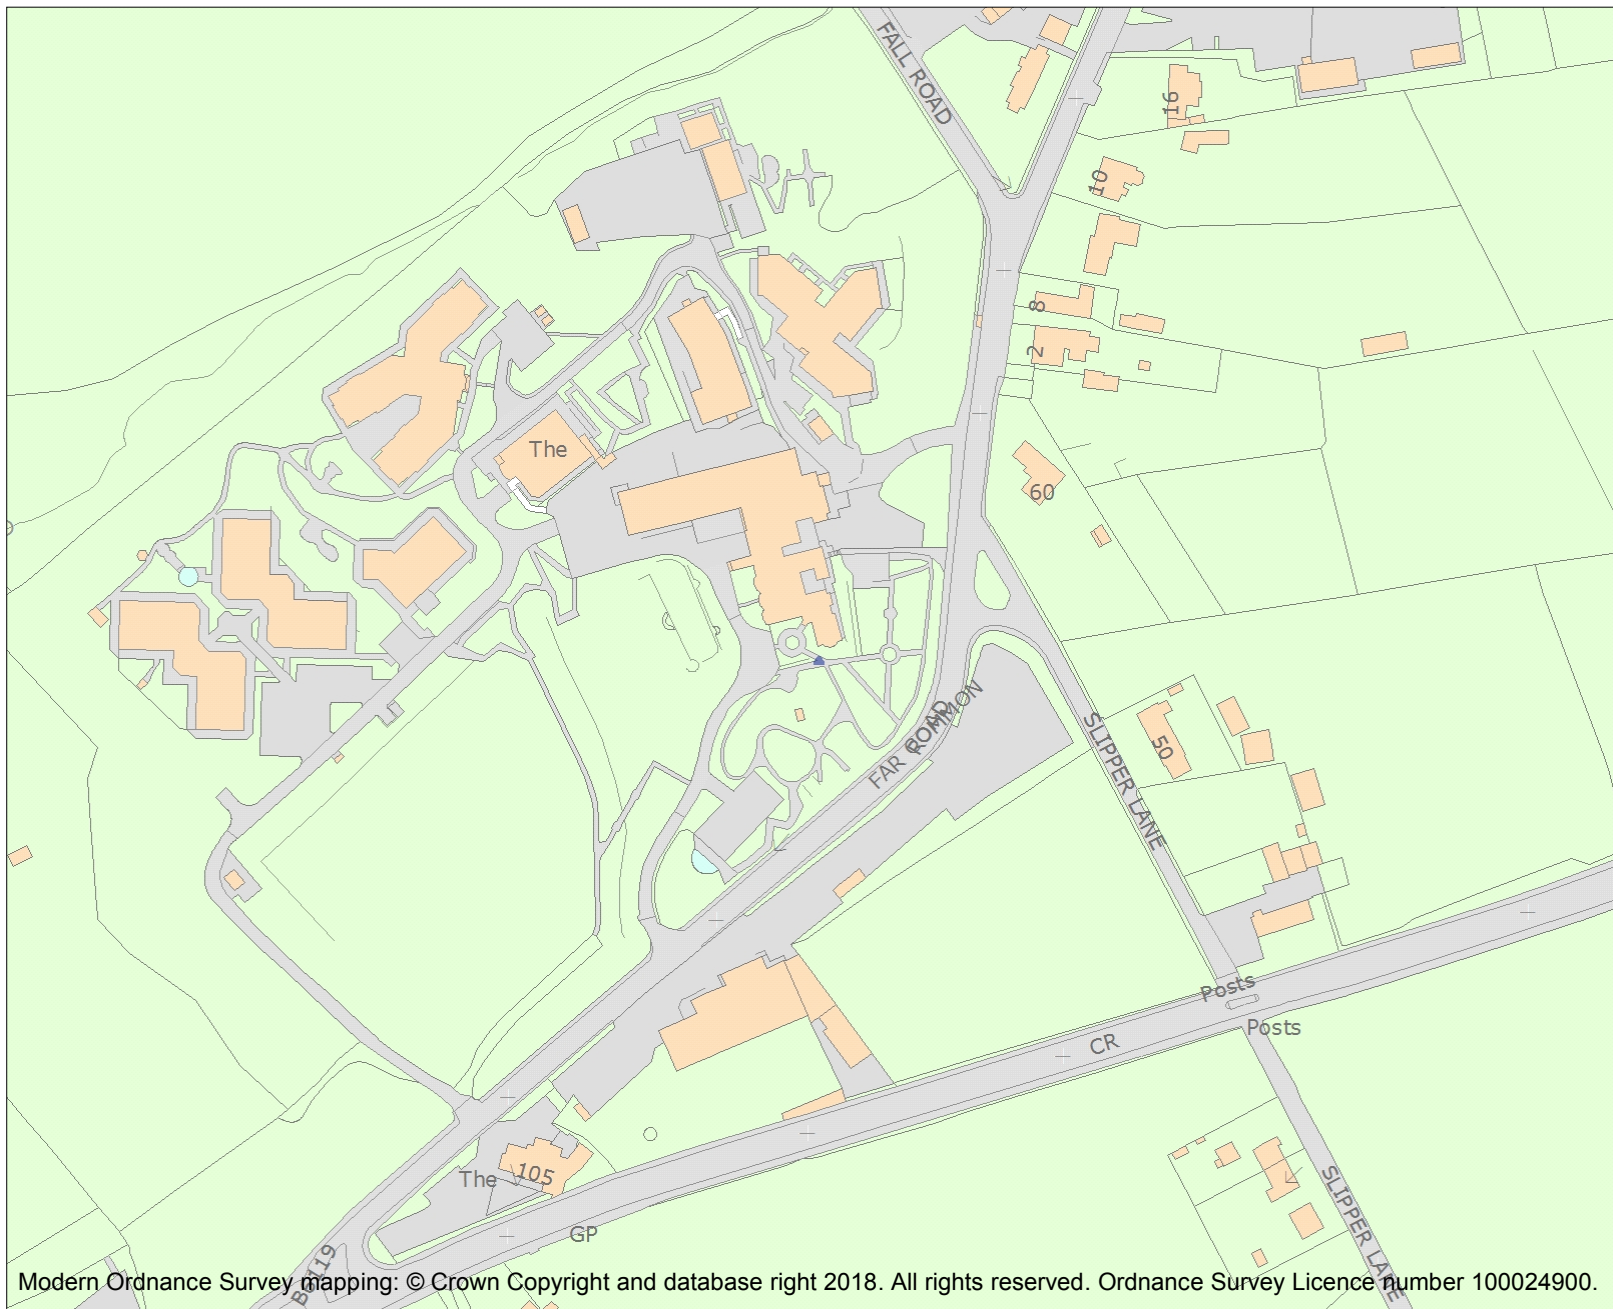 FALL ROAD
16
10
8
2
The
60
FAR COMMON
ROAD
SLIPPER LANE
50
Posts
Posts
CR
The
105
GP
SLIPPER LANE
Modern Ordnance Survey mapping: © Crown Copyright and database right 2018. All rights reserved. Ordnance Survey Licence number 100024900.